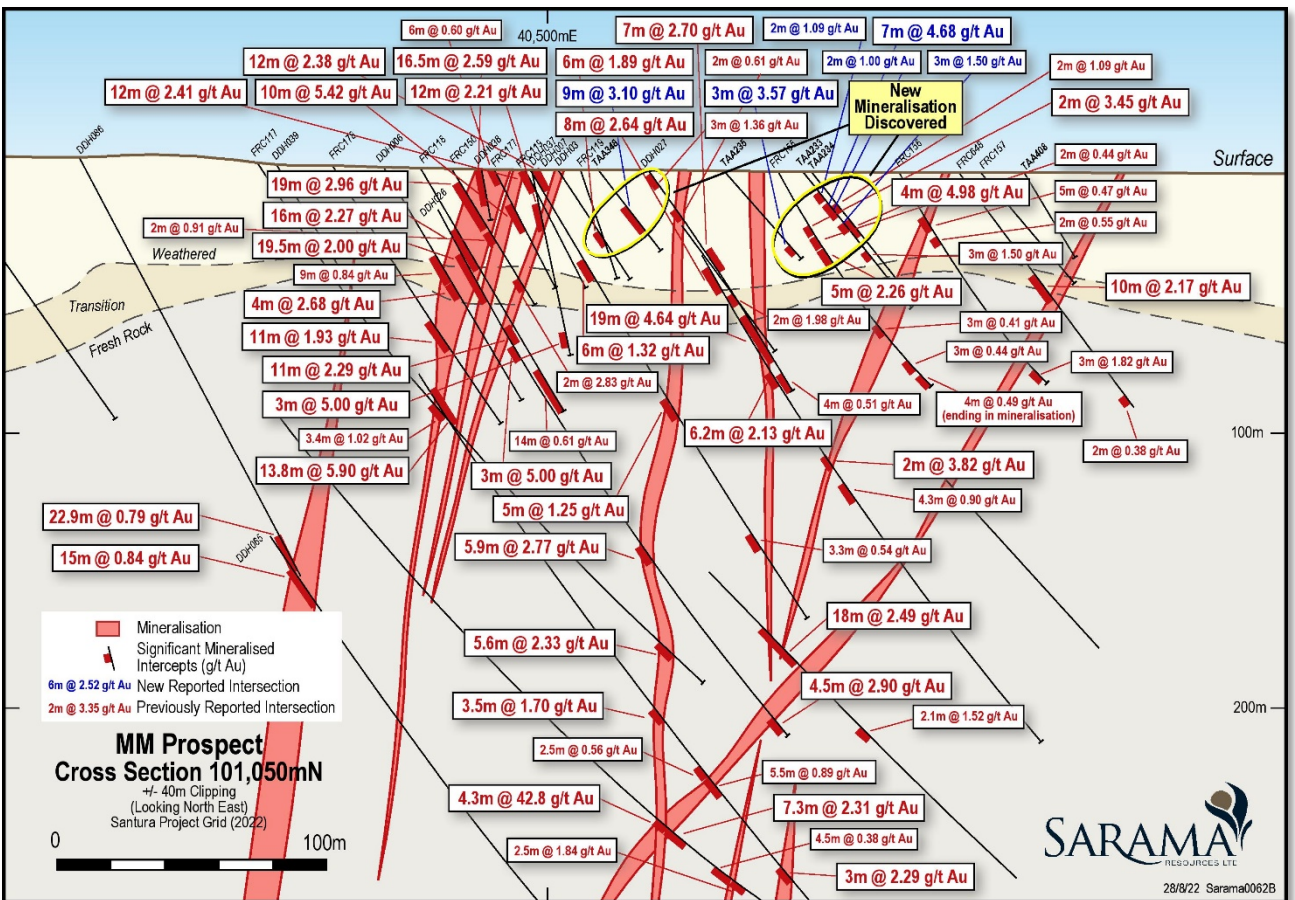 6m @ 0.60 g/t Au
40,500mE
7m @ 2.70 g/t Au
2m @ 1.09 g/t Au
7m @ 4.68 g/t Au
12m @ 2.38 g/t Au
16.5m @ 2.59 g/t Au
6m @ 1.89 g/t Au
2m @ 0.61 g/t Au
2m @ 1.00 g/t Au
3m @ 1.50 g/t Au
2m @ 1.09 g/t Au
12m @ 2.41 g/t Au
10m @ 5.42 g/t Au
12m @ 2.21 g/t Au
9m @ 3.10 g/t Au
3m @ 3.57 g/t Au
New
Mineralisation
Discovered
2m @ 3.45 g/t Au
8m @ 2.64 g/t Au
3m @ 1.36 g/t Au
DDH086
FRC117
DDH039
FRC175
DDH006
FRC115
FRC150
DDH038
FRC177
FRC119
TAA348
DDH027
TAA235
TAA233
TAA234
FRC156
FRC646
FRC157
TAA408
2m @ 0.44 g/t Au
Surface
19m @ 2.96 g/t Au
DDH026
4m @ 4.98 g/t Au
5m @ 0.47 g/t Au
16m @ 2.27 g/t Au
2m @ 0.91 g/t Au
2m @ 0.55 g/t Au
19.5m @ 2.00 g/t Au
Weathered
3m @ 1.50 g/t Au
9m @ 0.84 g/t Au
5m @ 2.26 g/t Au
10m @ 2.17 g/t Au
Transition
4m @ 2.68 g/t Au
19m @ 4.64 g/t Au
2m @ 1.98 g/t Au
3m @ 0.41 g/t Au
Fresh Rock
11m @ 1.93 g/t Au
6m @ 1.32 g/t Au
3m @ 0.44 g/t Au
3m @ 1.82 g/t Au
11m @ 2.29 g/t Au
2m @ 2.83 g/t Au
3m @ 5.00 g/t Au
4m @ 0.51 g/t Au
4m @ 0.49 g/t Au
(ending in mineralisation)
3.4m @ 1.02 g/t Au
14m @ 0.61 g/t Au
6.2m @ 2.13 g/t Au
100m
2m @ 0.38 g/t Au
13.8m @ 5.90 g/t Au
3m @ 5.00 g/t Au
2m @ 3.82 g/t Au
4.3m @ 0.90 g/t Au
22.9m @ 0.79 g/t Au
5m @ 1.25 g/t Au
15m @ 0.84 g/t Au
DDH065
5.9m @ 2.77 g/t Au
3.3m @ 0.54 g/t Au
18m @ 2.49 g/t Au
Mineralisation
Significant Mineralised
Intercepts (g/t Au)
6m @ 2.52 g/t Au New Reported Intersection
2m @ 3.35 g/t Au Previously Reported Intersection
5.6m @ 2.33 g/t Au
4.5m @ 2.90 g/t Au
3.5m @ 1.70 g/t Au
2.1m @ 1.52 g/t Au
200m
MM Prospect
Cross Section 101,050mN
+/- 40m Clipping
(Looking North East)
Santura Project Grid (2022)
0 100m
2.5m @ 0.56 g/t Au
5.5m @ 0.89 g/t Au
4.3m @ 42.8 g/t Au
7.3m @ 2.31 g/t Au
4.5m @ 0.38 g/t Au
2.5m @ 1.84 g/t Au
3m @ 2.29 g/t Au
SARAMA
RESOURCES LTD
28/8/22 Sarama0062B